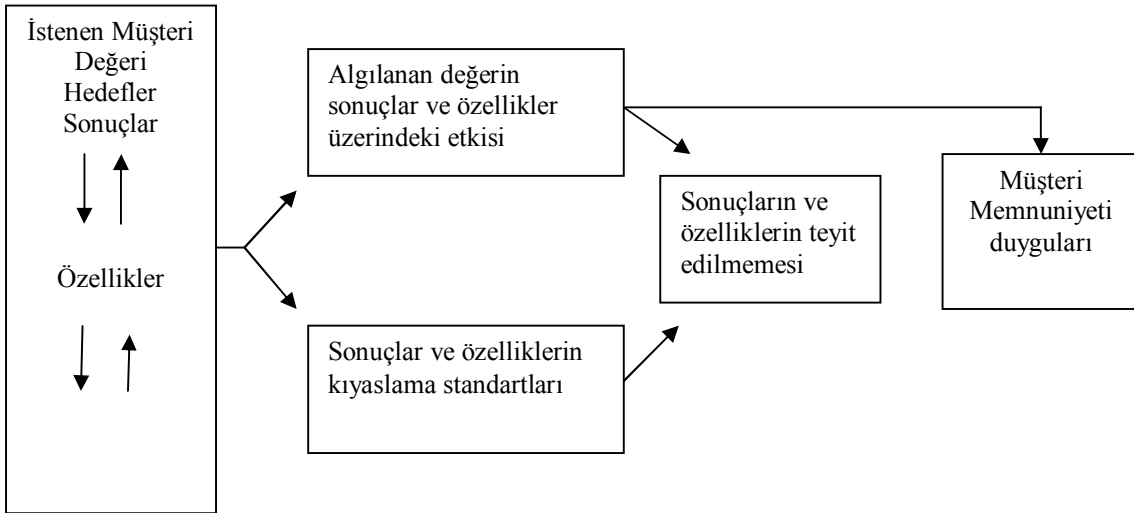 İstenen Müşteri
Değeri
Hedefler
Sonuçlar
Özellikler
Algılanan değerin
sonuçlar ve özellikler
üzerindeki etkisi
Sonuçlar ve özelliklerin
kıyaslama standartları
Sonuçların ve
özelliklerin teyit
edilmemesi
Müşteri
Memnuniyeti
duyguları